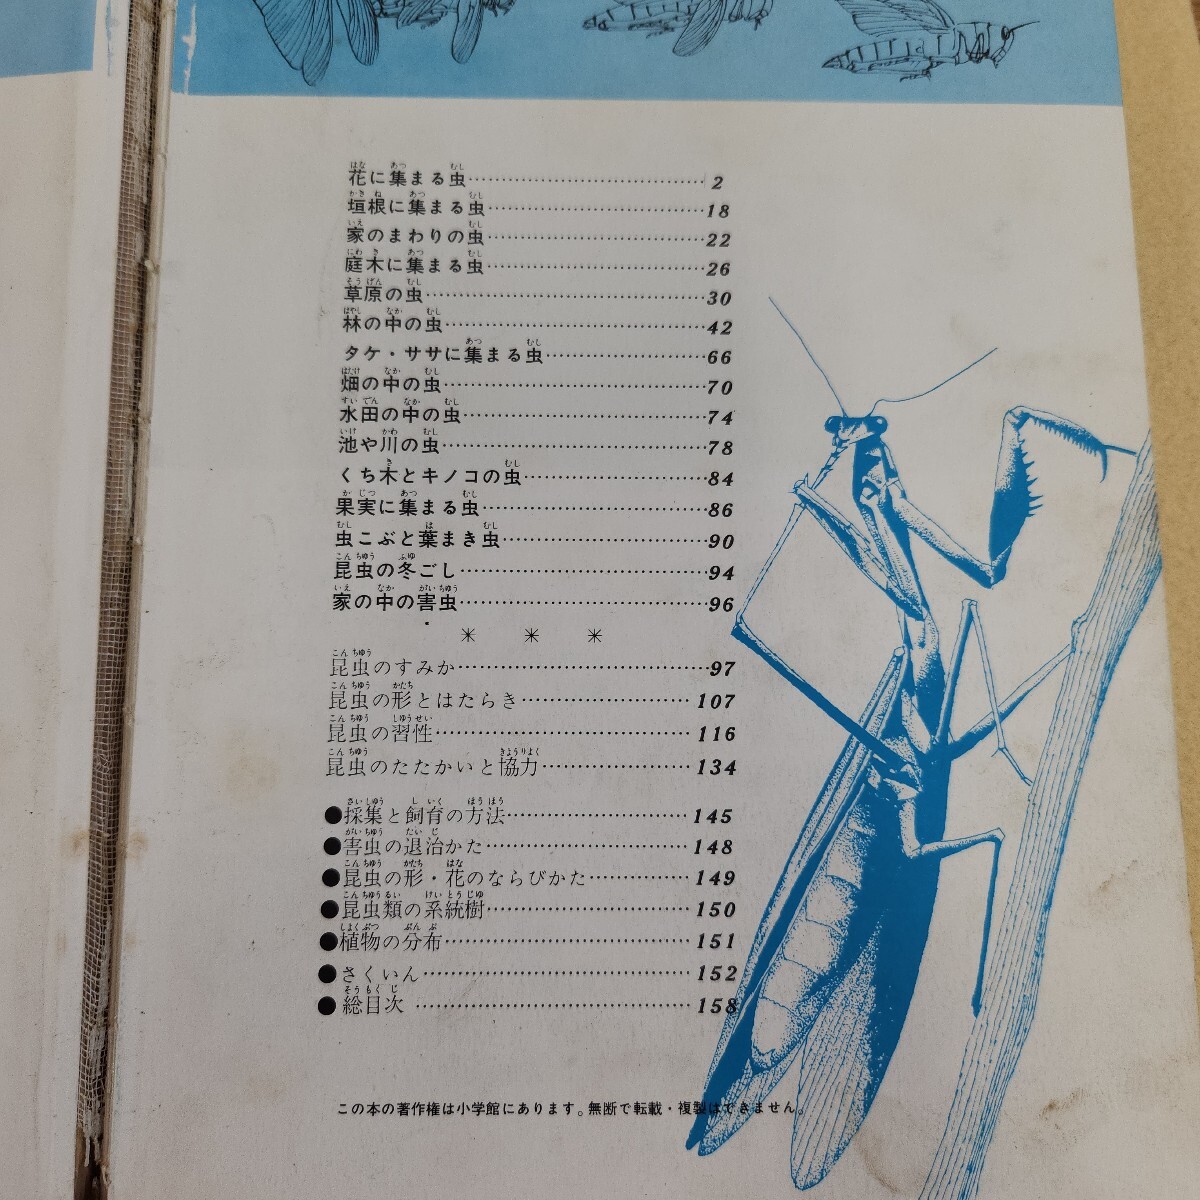 花に集まる虫……2
垣根に集まる虫……18
家のまわりの虫……22
庭木に集まる虫……26
草原の虫……30
林の中の虫……42
タケ・ササに集まる虫……66
畑の中の虫……70
水田の中の虫……74
池や川の虫……78
くち木とキノコの虫……84
果実に集まる虫……86
虫こぶと葉まき虫……90
昆虫の冬ごし……94
家の中の害虫……96
＊ ＊ ＊
昆虫のすみか……97
昆虫の形とはたらき……107
昆虫の習性……116
昆虫のたたかいと協力……134
●採集と飼育の方法……145
●害虫の退治かた……148
●昆虫の形・花のならびかた……149
●昆虫類の系統樹……150
●植物の分布……151
●さくいん……152
●総目次……158
この本の著作権は小学館にあります。無断で転載・複製はできません。